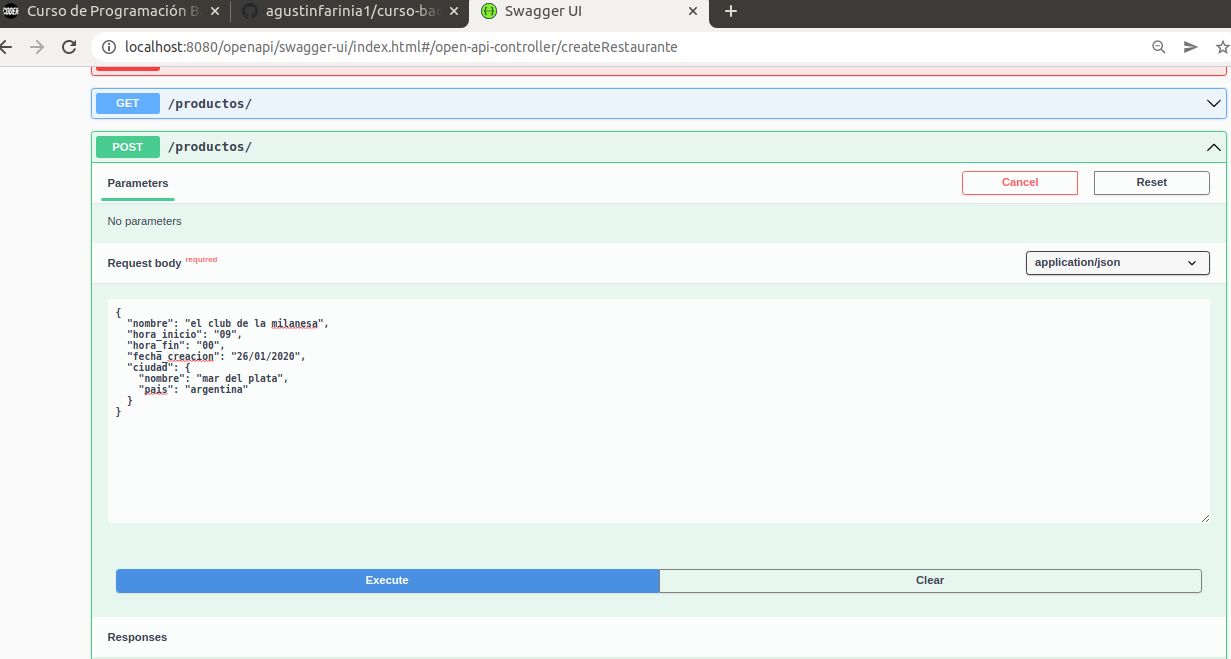 CODER Curso de Programación B × agustinfarinia1/curso-bac × Swagger UI × +
localhost:8080/openapi/swagger-ui/index.html#/open-api-controller/createRestaurante
GET /productos/
POST /productos/
Parameters
Cancel
Reset
No parameters
Request body required
application/json
{
"nombre": "el club de la milanesa",
"hora_inicio": "09",
"hora_fin": "00",
"fecha_creacion": "26/01/2020",
"ciudad": {
"nombre": "mar del plata",
"pais": "argentina"
}
}
Execute
Clear
Responses